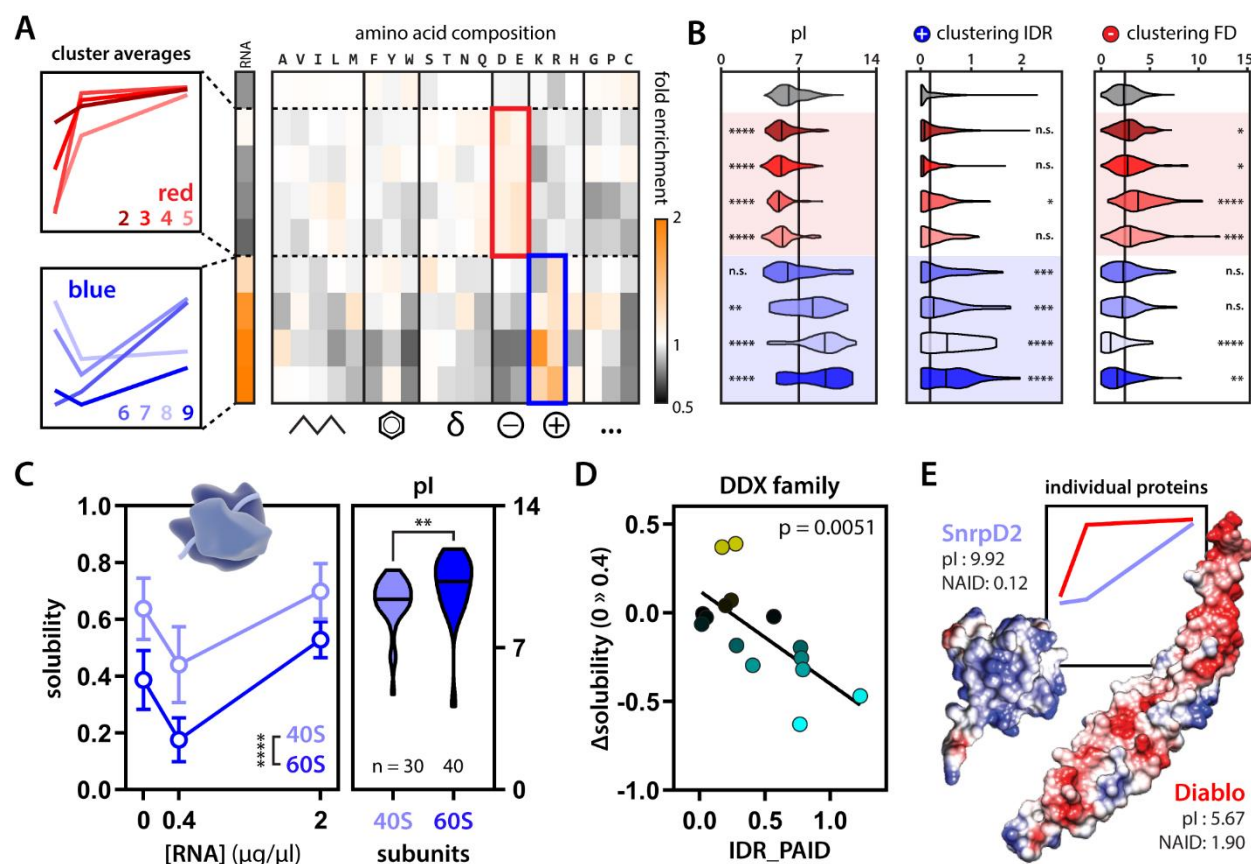 A
cluster averages
red
2 3 4 5
blue
6 7 8 9
RNA
amino acid composition
A V I L M F Y W S T N Q D E K R H G P C
fold enrichment
2
1
0.5
δ
− +
...
B
pI
0 7 14
+ clustering IDR
0 1 2
- clustering FD
0 5 10 15
**** n.s. *
**** n.s. *
**** * ****
**** n.s. ***
n.s. *** n.s.
** *** n.s.
**** **** ****
**** **** **
C
solubility
1.0
0.8
0.6
0.4
0.2
0.0
0 0.4 2
[RNA] (µg/µl)
40S
****
60S
pI
**
14
7
0
n = 30 40
40S 60S
subunits
D
DDX family
p = 0.0051
Δsolubility (0 » 0.4)
0.5
0.0
-0.5
-1.0
0.0 0.5 1.0
IDR_PAID
E
individual proteins
SnrpD2
pI : 9.92
NAID: 0.12
Diablo
pI : 5.67
NAID: 1.90